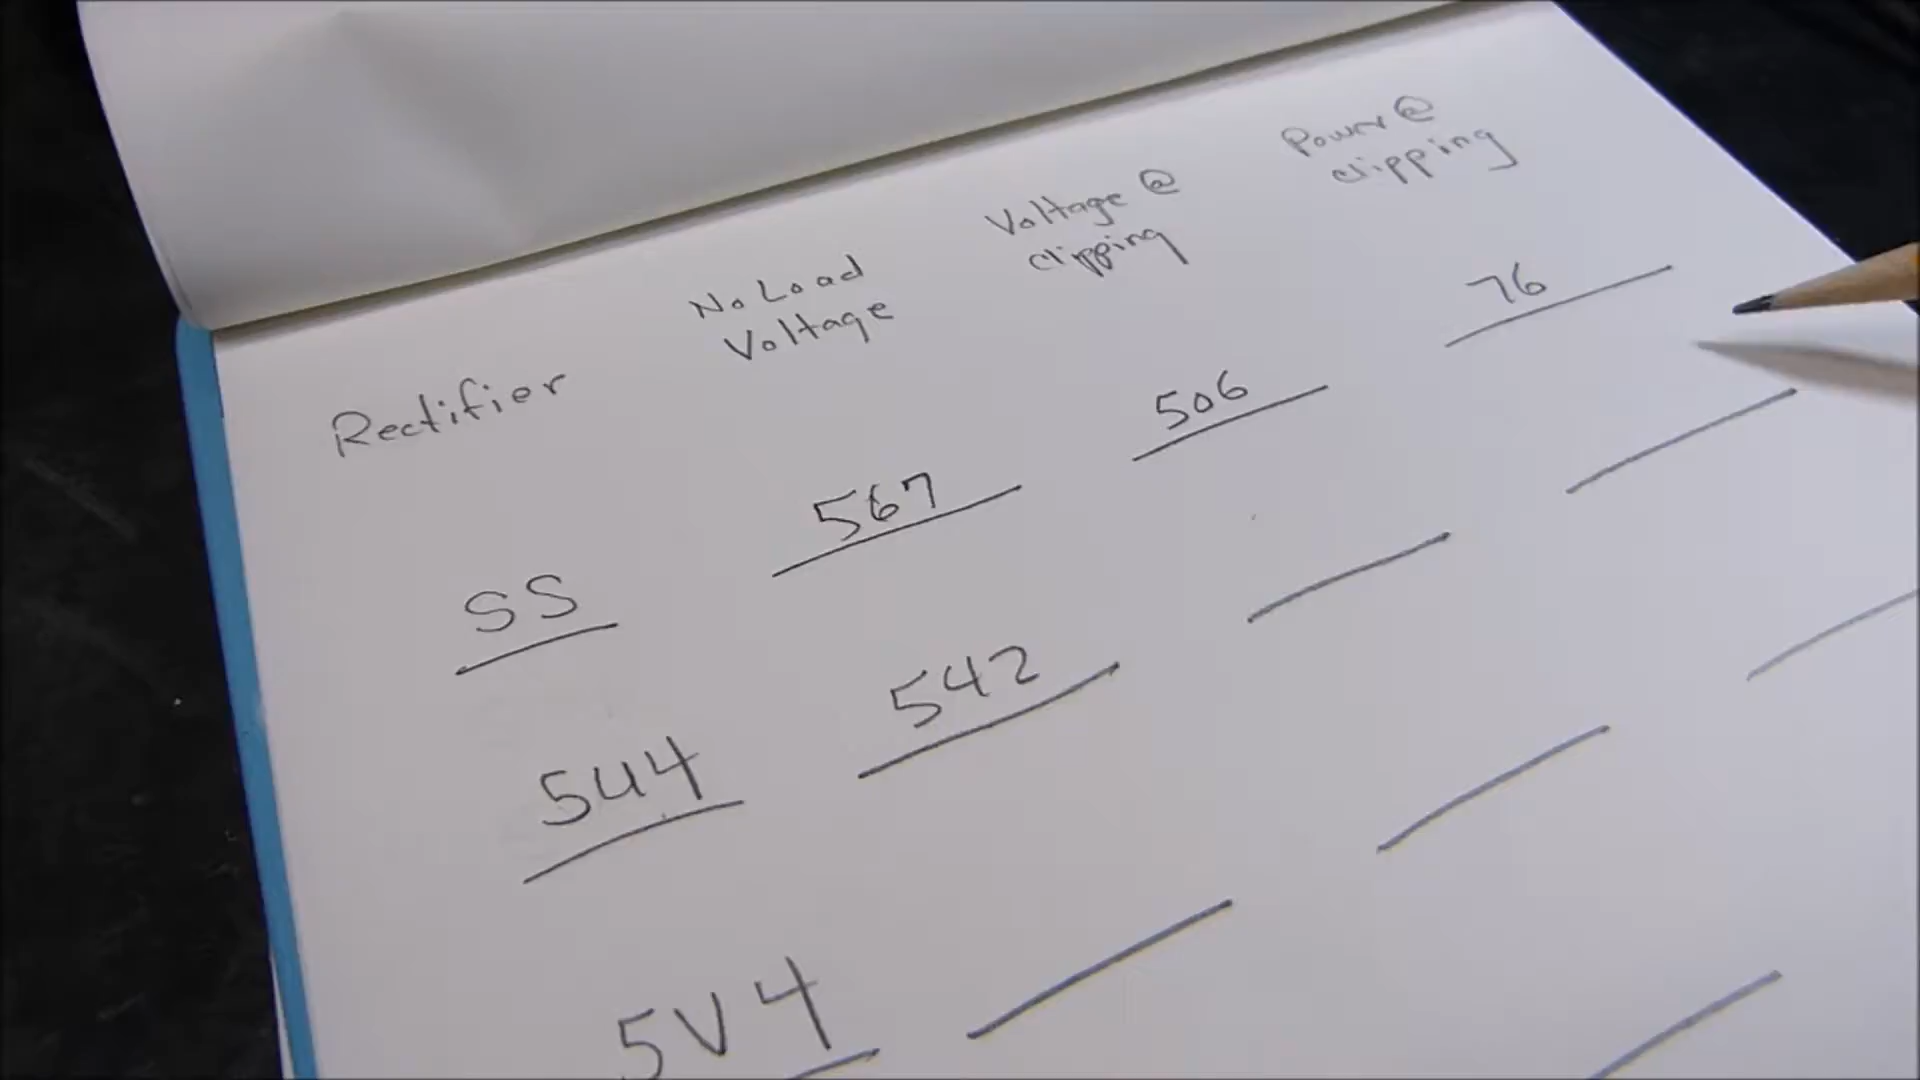 Rectifier
No Load
Voltage
Voltage @
clipping
Power @
clipping
SS
567
506
76
5U4
542
5V4